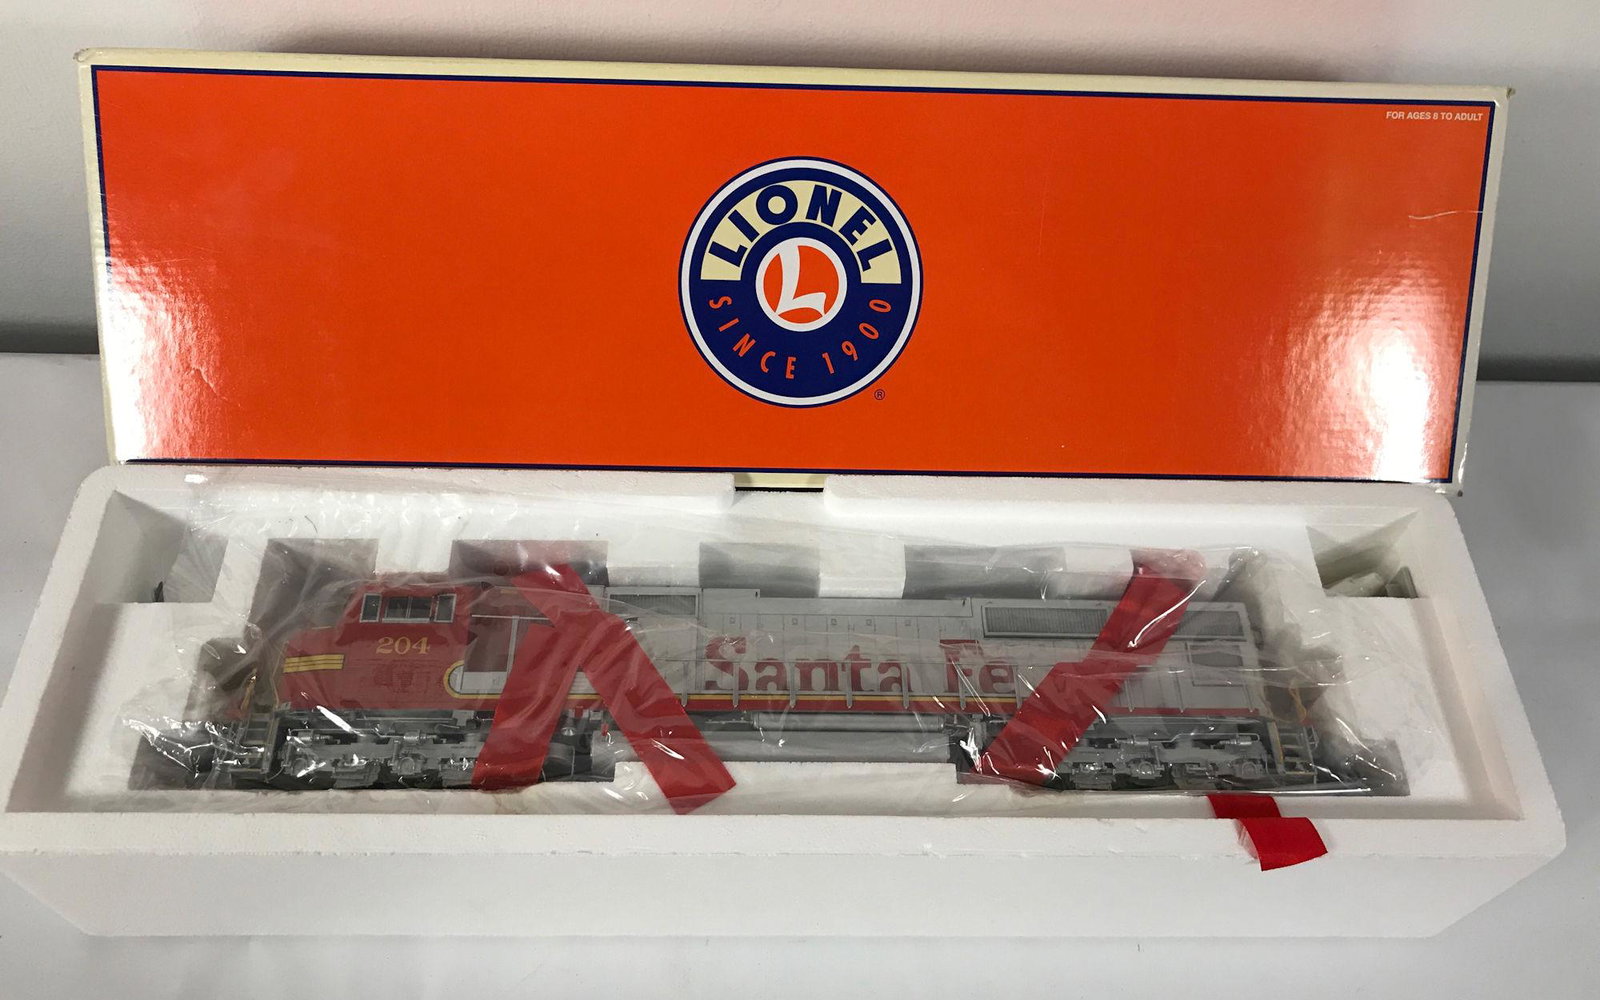 FOR AGES 8 TO ADULT
LIONEL
L
SINCE 1900
®
204
Santa Fe